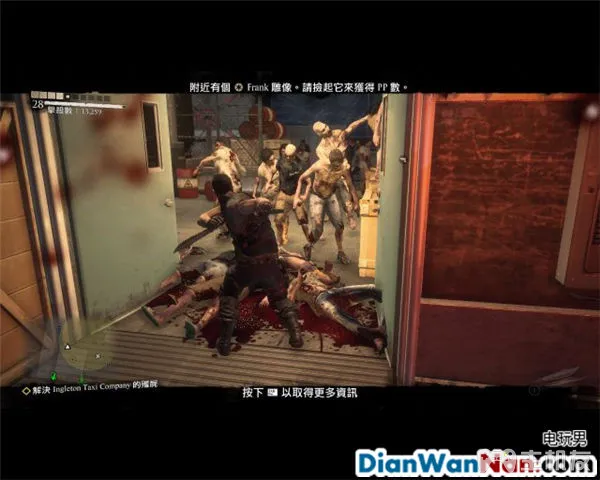 附近有個 ✪ Frank 雕像。請撿起它來獲得 PP 數。
28
擊殺數：13,259
解決 Ingleton Taxi Company 的殭屍
按下 以取得更多資訊
电玩男
DianWanNan.com